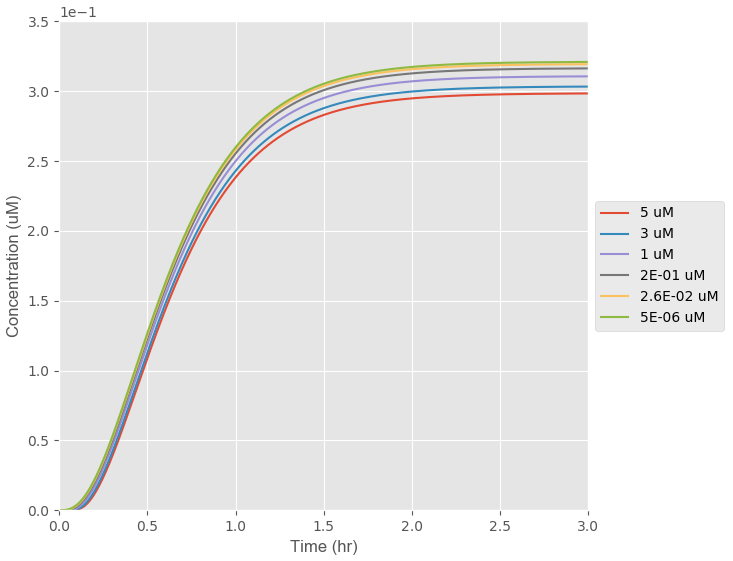 1e−1
3.5
3.0
2.5
2.0
1.5
1.0
0.5
0.0
Concentration (uM)
0.0 0.5 1.0 1.5 2.0 2.5 3.0
Time (hr)
5 uM
3 uM
1 uM
2E-01 uM
2.6E-02 uM
5E-06 uM